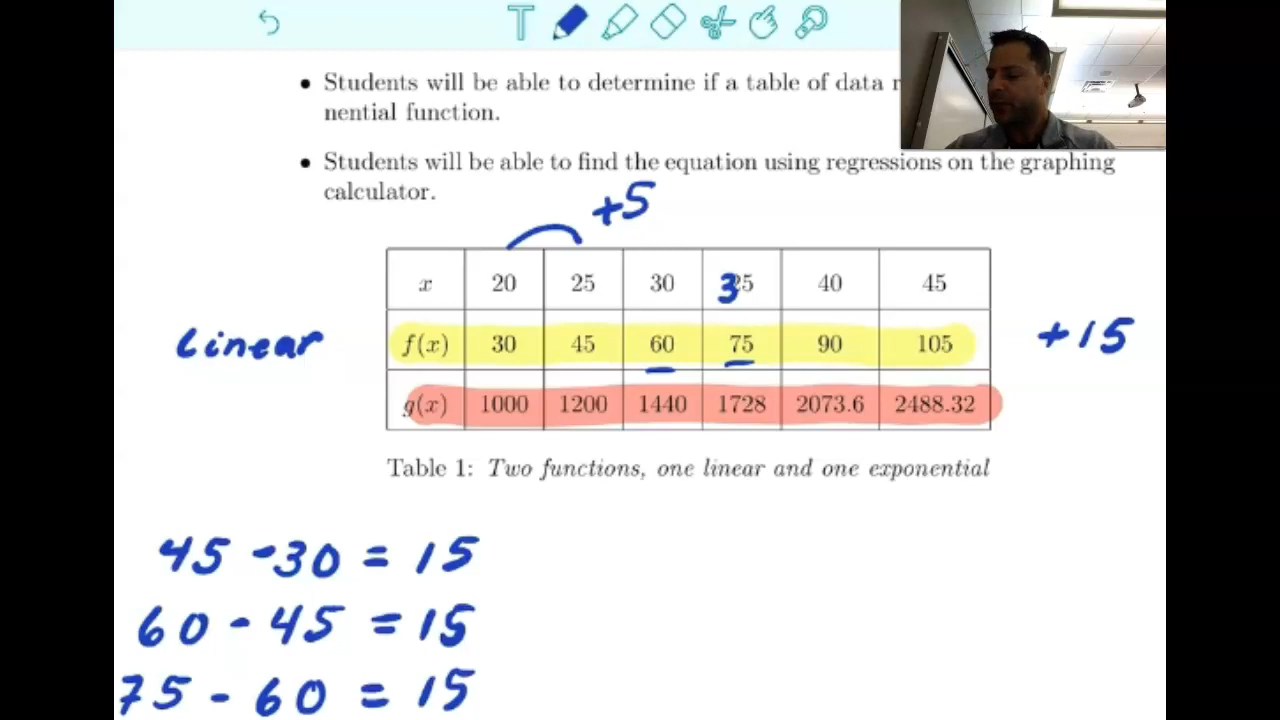 • Students will be able to determine if a table of data r
nential function.
• Students will be able to find the equation using regressions on the graphing
calculator.
+5
x 20 25 30 35 40 45
Linear f(x) 30 45 60 75 90 105 +15
g(x) 1000 1200 1440 1728 2073.6 2488.32
Table 1: Two functions, one linear and one exponential
45 - 30 = 15
60 - 45 = 15
75 - 60 = 15